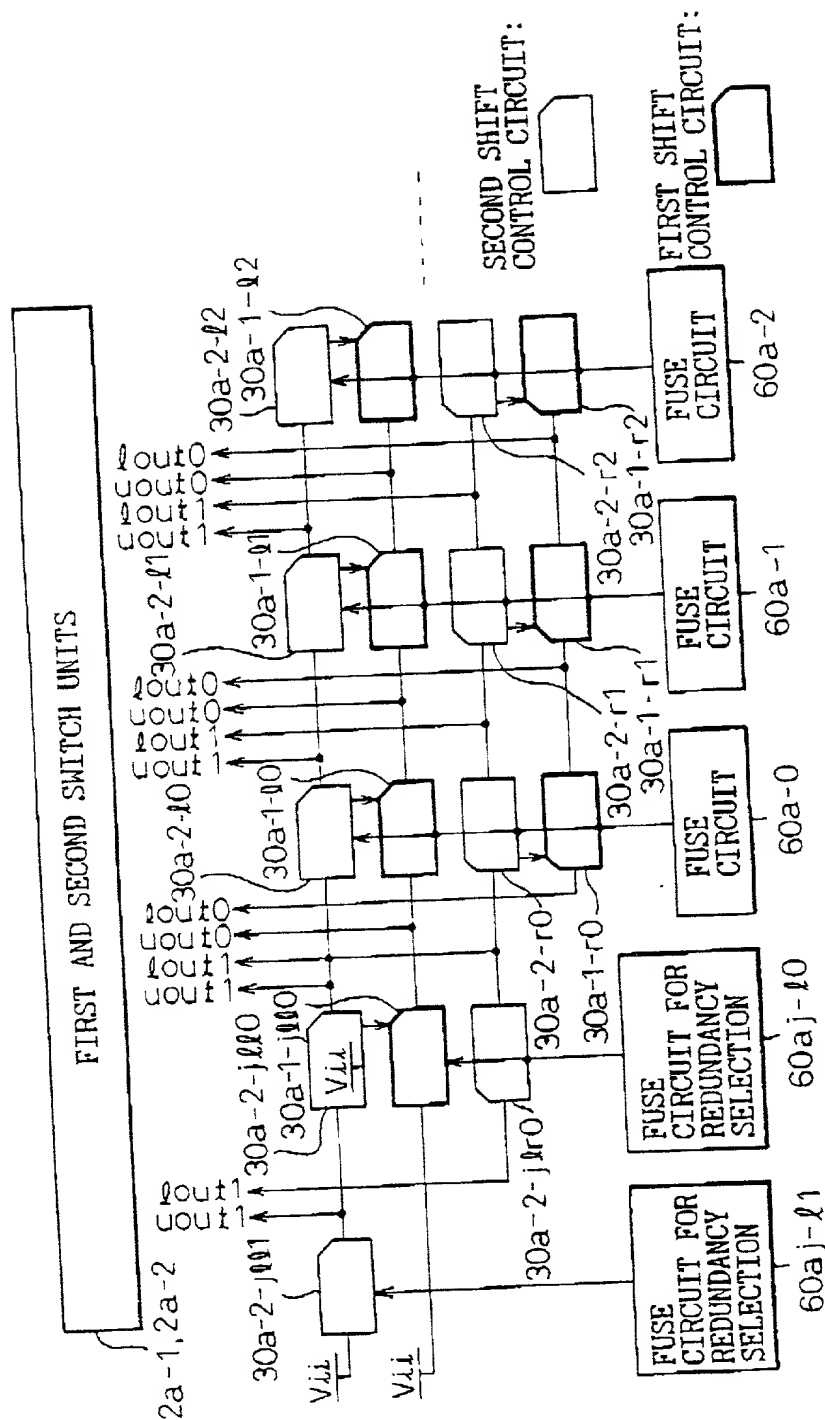 FIRST AND SECOND SWITCH UNITS
2a-1, 2a-2
uout1
lout1
uout1
lout1
uout0
lout0
uout1
lout1
uout0
lout0
uout1
lout1
uout0
lout0
30a-2-jℓℓ1
30a-2-jℓℓ0
30a-1-jℓℓ0
30a-2-ℓ0
30a-1-ℓ0
30a-2-ℓ1
30a-1-ℓ1
30a-2-ℓ2
30a-1-ℓ2
Vii
Vii
Vii
30a-2-jℓr0
30a-2-r0
30a-1-r0
30a-2-r1
30a-1-r1
30a-2-r2
30a-1-r2
SECOND SHIFT
CONTROL CIRCUIT:
FIRST SHIFT
CONTROL CIRCUIT:
FUSE
CIRCUIT FOR
REDUNDANCY
SELECTION
60aj-ℓ1
FUSE
CIRCUIT FOR
REDUNDANCY
SELECTION
60aj-ℓ0
FUSE
CIRCUIT
60a-0
FUSE
CIRCUIT
60a-1
FUSE
CIRCUIT
60a-2